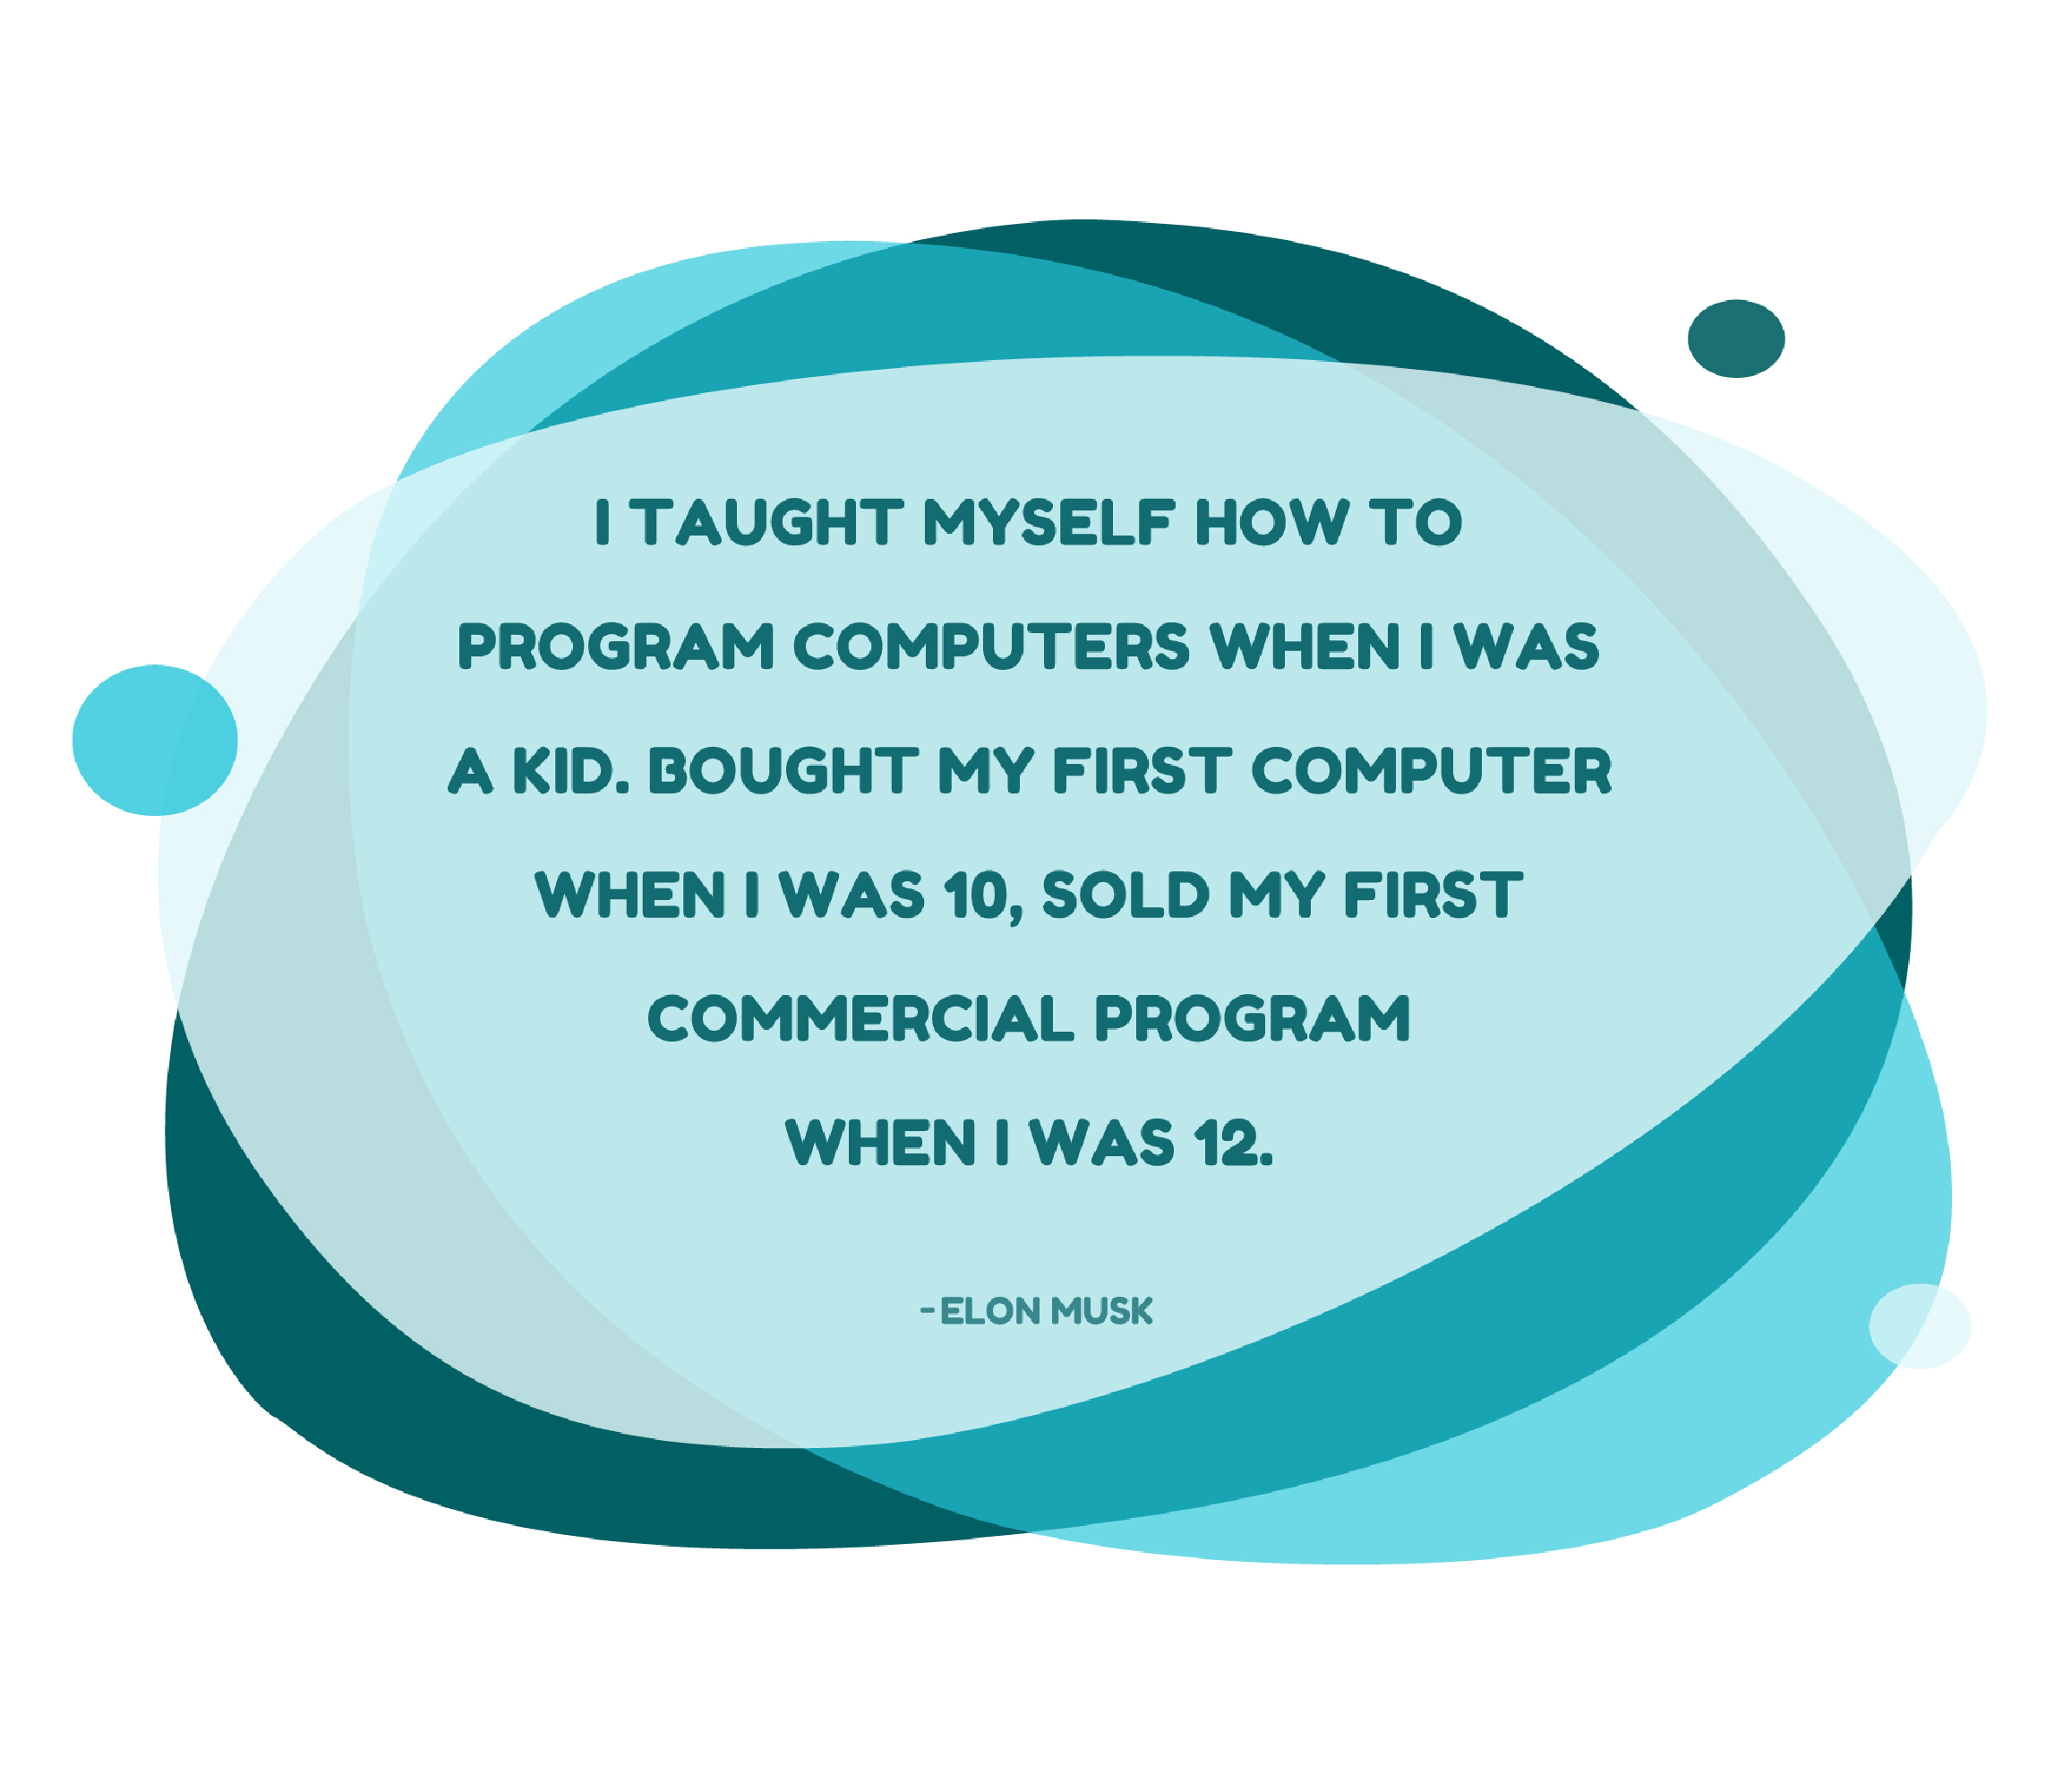 I TAUGHT MYSELF HOW TO
PROGRAM COMPUTERS WHEN I WAS
A KID. BOUGHT MY FIRST COMPUTER
WHEN I WAS 10, SOLD MY FIRST
COMMERCIAL PROGRAM
WHEN I WAS 12.
-ELON MUSK